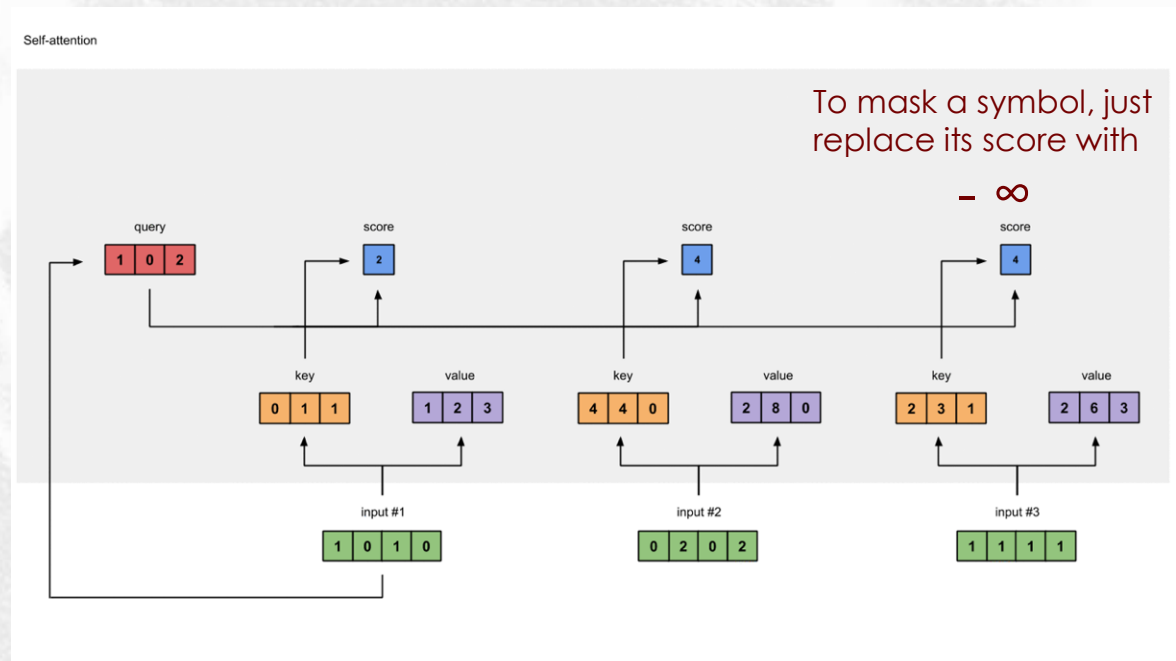 Self-attention
To mask a symbol, just
replace its score with
- ∞
query score score score
1 0 2 2 4 4
key value key value key value
0 1 1 1 2 3 4 4 0 2 8 0 2 3 1 2 6 3
input #1 input #2 input #3
1 0 1 0 0 2 0 2 1 1 1 1